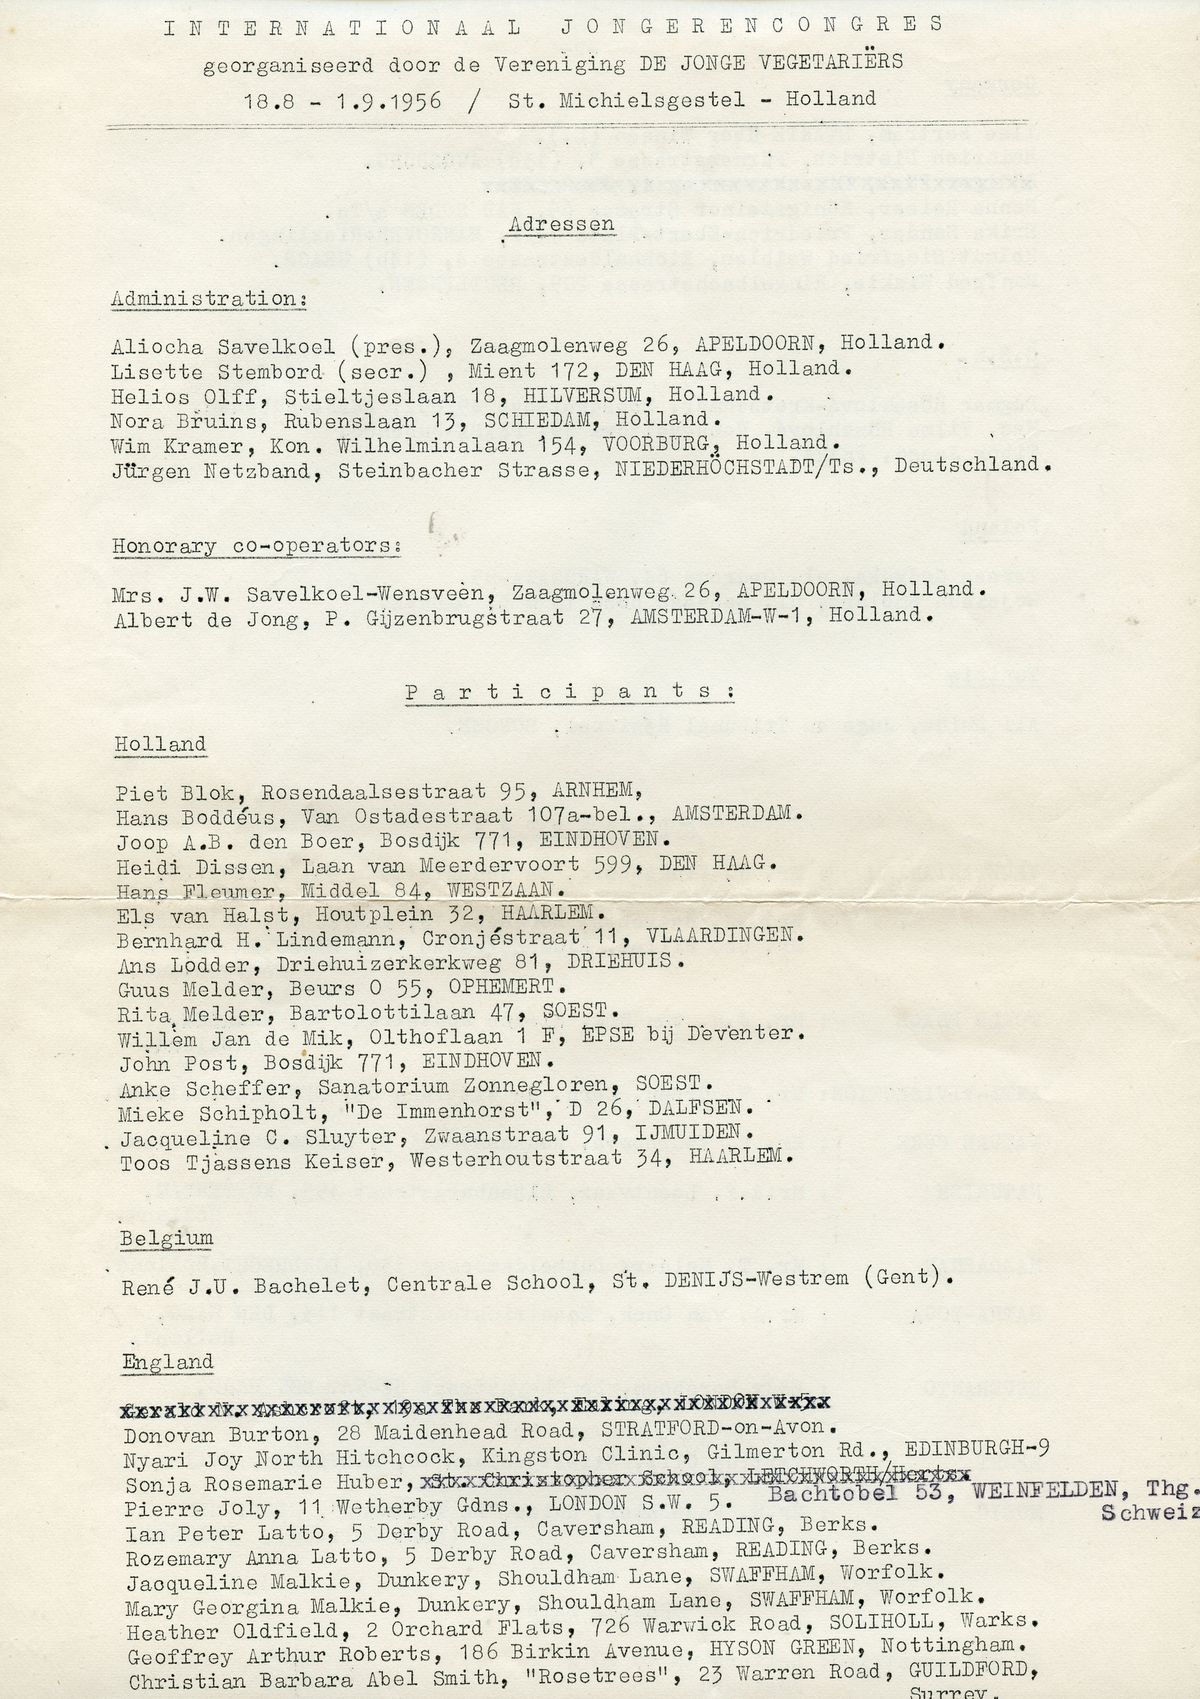 INTERNATIONAAL JONGERENCONGRES
georganiseerd door de Vereniging DE JONGE VEGETARIËRS
18.8 - 1.9.1956 / St. Michielsgestel - Holland
Adressen
Administration:
Aliocha Savelkoel (pres.), Zaagmolenweg 26, APELDOORN, Holland.
Lisette Stembord (secr.) , Mient 172, DEN HAAG, Holland.
Helios Olff, Stieltjeslaan 18, HILVERSUM, Holland.
Nora Bruins, Rubenslaan 13, SCHIEDAM, Holland.
Wim Kramer, Kon. Wilhelminalaan 154, VOORBURG, Holland.
Jürgen Netzband, Steinbacher Strasse, NIEDERHÖCHSTADT/Ts., Deutschland.
Honorary co-operators:
Mrs. J.W. Savelkoel-Wensveen, Zaagmolenweg 26, APELDOORN, Holland.
Albert de Jong, P. Gijzenbrugstraat 27, AMSTERDAM-W-1, Holland.
Participants:
Holland
Piet Blok, Rosendaalsestraat 95, ARNHEM,
Hans Boddéus, Van Ostadestraat 107a-bel., AMSTERDAM.
Joop A.B. den Boer, Bosdijk 771, EINDHOVEN.
Heidi Dissen, Laan van Meerdervoort 599, DEN HAAG.
Hans Fleumer, Middel 84, WESTZAAN.
Els van Halst, Houtplein 32, HAARLEM.
Bernhard H. Lindemann, Cronjéstraat 11, VLAARDINGEN.
Ans Lodder, Driehuizerkerkweg 81, DRIEHUIS.
Guus Melder, Beurs O 55, OPHEMERT.
Rita Melder, Bartolottilaan 47, SOEST.
Willem Jan de Mik, Olthoflaan 1 F, EPSE bij Deventer.
John Post, Bosdijk 771, EINDHOVEN.
Anke Scheffer, Sanatorium Zonnegloren, SOEST.
Mieke Schipholt, "De Immenhorst", D 26, DALFSEN.
Jacqueline C. Sluyter, Zwaanstraat 91, IJMUIDEN.
Toos Tjassens Keiser, Westerhoutstraat 34, HAARLEM.
Belgium
René J.U. Bachelet, Centrale School, St. DENIJS-Westrem (Gent).
England
Ealing, LONDON W 5.
Donovan Burton, 28 Maidenhead Road, STRATFORD-on-Avon.
Nyari Joy North Hitchcock, Kingston Clinic, Gilmerton Rd., EDINBURGH-9
Sonja Rosemarie Huber, St. Christopher School, LETCHWORTH/Herts.
Bachtobel 53, WEINFELDEN, Thg.
Schweiz
Pierre Joly, 11 Wetherby Gdns., LONDON S.W. 5.
Ian Peter Latto, 5 Derby Road, Caversham, READING, Berks.
Rozemary Anna Latto, 5 Derby Road, Caversham, READING, Berks.
Jacqueline Malkie, Dunkery, Shouldham Lane, SWAFFHAM, Worfolk.
Mary Georgina Malkie, Dunkery, Shouldham Lane, SWAFFHAM, Worfolk.
Heather Oldfield, 2 Orchard Flats, 726 Warwick Road, SOLIHOLL, Warks.
Geoffrey Arthur Roberts, 186 Birkin Avenue, HYSON GREEN, Nottingham.
Christian Barbara Abel Smith, "Rosetrees", 23 Warren Road, GUILDFORD,
Surrey.